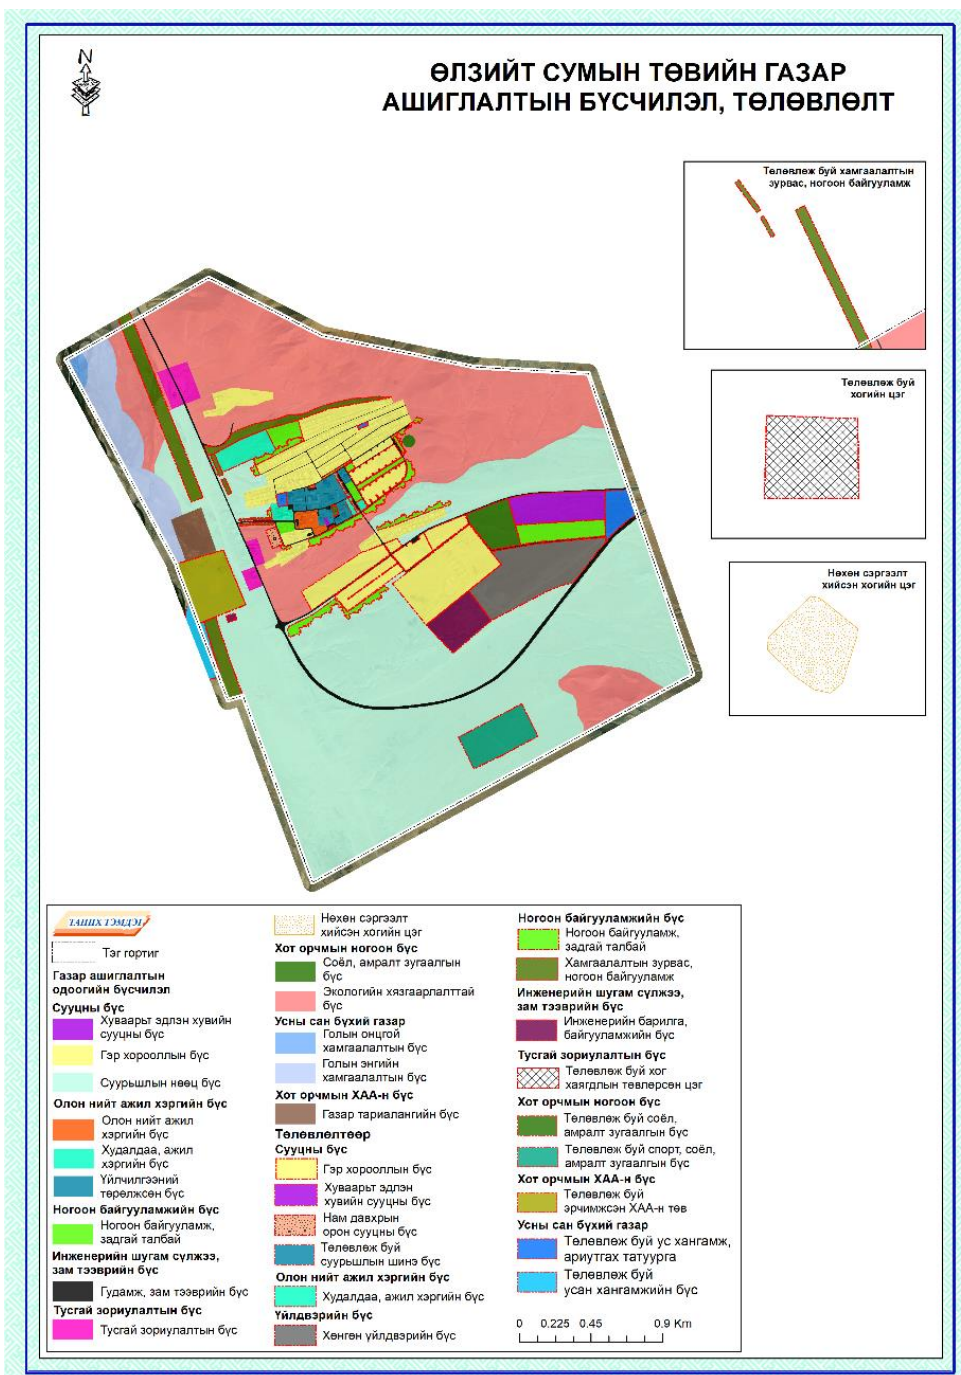 N
ӨЛЗИЙТ СУМЫН ТӨВИЙН ГАЗАР
АШИГЛАЛТЫН БҮСЧИЛЭЛ, ТӨЛӨВЛӨЛТ
Төлөвлөж буй хамгаалалтын
зурвас, ногоон байгууламж
Төлөвлөж буй
хогийн цэг
Нөхөн сэргээлт
хийсэн хогийн цэг
ТАНИХ ТЭМДЭГ
Тэг гортиг
Газар ашиглалтын
одоогийн бүсчилэл
Сууцны бүс
Хуваарьт эдлэн хувийн
сууцны бүс
Гэр хорооллын бүс
Суурьшлын нөөц бүс
Олон нийт ажил хэргийн бүс
Олон нийт ажил
хэргийн бүс
Худалдаа, ажил
хэргийн бүс
Үйлчилгээний
төрөлжсөн бүс
Ногоон байгууламжийн бүс
Ногоон байгууламж,
задгай талбай
Инженерийн шугам сүлжээ,
зам тээврийн бүс
Гудамж, зам тээврийн бүс
Тусгай зориулалтын бүс
Тусгай зориулалтын бүс
Нөхөн сэргээлт
хийсэн хогийн цэг
Хот орчмын ногоон бүс
Соёл, амралт зугаалгын
бүс
Экологийн хязгаарлалттай
бүс
Усны сан бүхий газар
Голын онцгой
хамгаалалтын бүс
Голын энгийн
хамгаалалтын бүс
Хот орчмын ХАА-н бүс
Газар тариалангийн бүс
Төлөвлөлтөөр
Сууцны бүс
Гэр хорооллын бүс
Хуваарьт эдлэн
хувийн сууцны бүс
Нам давхрын
орон сууцны бүс
Төлөвлөж буй
суурьшлын шинэ бүс
Олон нийт ажил хэргийн бүс
Худалдаа, ажил хэргийн бүс
Үйлдвэрийн бүс
Хөнгөн үйлдвэрийн бүс
Ногоон байгууламжийн бүс
Ногоон байгууламж,
задгай талбай
Хамгаалалтын зурвас,
ногоон байгууламж
Инженерийн шугам сүлжээ,
зам тээврийн бүс
Инженерийн барилга,
байгууламжийн бүс
Тусгай зориулалтын бүс
Төлөвлөж буй хог
хаягдлын төвлөрсөн цэг
Хот орчмын ногоон бүс
Төлөвлөж буй соёл,
амралт зугаалгын бүс
Төлөвлөж буй спорт, соёл,
амралт зугаалгын бүс
Хот орчмын ХАА-н бүс
Төлөвлөж буй
эрчимжсэн ХАА-н төв
Усны сан бүхий газар
Төлөвлөж буй ус хангамж,
ариутгах татуурга
Төлөвлөж буй
усан хангамжийн бүс
0 0.225 0.45 0.9 Km